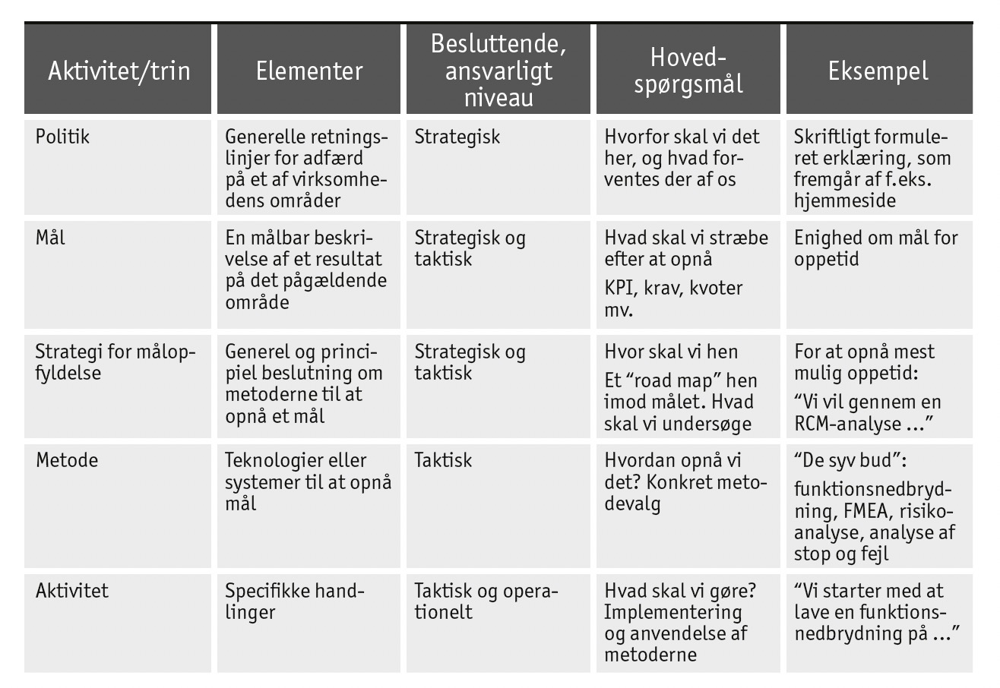 Aktivitet/trin
Elementer
Besluttende,
ansvarligt
niveau
Hoved-
spørgsmål
Eksempel
Politik
Generelle retnings-
linjer for adfærd
på et af virksomhe-
dens områder
Strategisk
Hvorfor skal vi det
her, og hvad for-
ventes der af os
Skriftligt formule-
ret erklæring, som
fremgår af f.eks.
hjemmeside
Mål
En målbar beskri-
velse af et resultat
på det pågældende
område
Strategisk og
taktisk
Hvad skal vi stræbe
efter at opnå
KPI, krav, kvoter
mv.
Enighed om mål for
oppetid
Strategi for målop-
fyldelse
Generel og princi-
piel beslutning om
metoderne til at
opnå et mål
Strategisk og
taktisk
Hvor skal vi hen
Et “road map” hen
imod målet. Hvad
skal vi undersøge
For at opnå mest
mulig oppetid:
“Vi vil gennem en
RCM-analyse ...”
Metode
Teknologier eller
systemer til at opnå
mål
Taktisk
Hvordan opnå vi
det? Konkret meto-
devalg
“De syv bud”:
funktionsnedbryd-
ning, FMEA, risiko-
analyse, analyse af
stop og fejl
Aktivitet
Specifikke hand-
linger
Taktisk og opera-
tionelt
Hvad skal vi gøre?
Implementering
og anvendelse af
metoderne
“Vi starter med at
lave en funktions-
nedbrydning på ...”